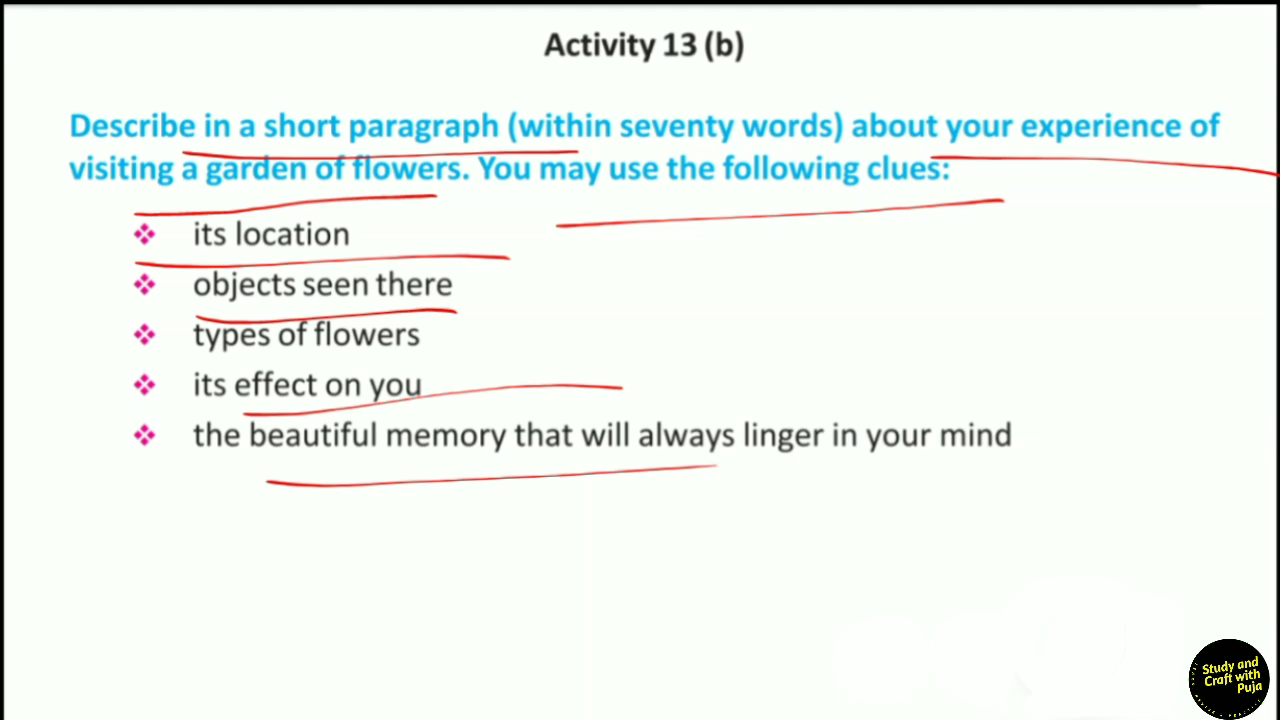 Activity 13 (b)
Describe in a short paragraph (within seventy words) about your experience of
visiting a garden of flowers. You may use the following clues:
❖ its location
❖ objects seen there
❖ types of flowers
❖ its effect on you
❖ the beautiful memory that will always linger in your mind
Study and
Craft with
Puja